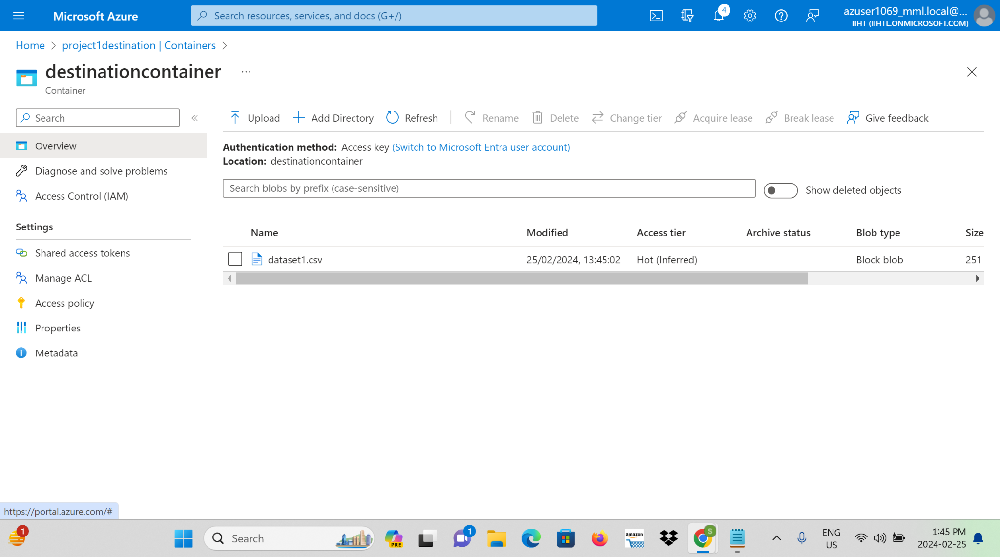 Microsoft Azure
Search resources, services, and docs (G+/)
4
azuser1069_mml.local@...
IIHT (IIHTL.ONMICROSOFT.COM)
Home > project1destination | Containers >
destinationcontainer ...
Container
Search «
Upload Add Directory Refresh Rename Delete Change tier Acquire lease Break lease Give feedback
Overview
Diagnose and solve problems
Access Control (IAM)
Settings
Shared access tokens
Manage ACL
Access policy
Properties
Metadata
Authentication method: Access key (Switch to Microsoft Entra user account)
Location: destinationcontainer
Search blobs by prefix (case-sensitive)
Show deleted objects
Name Modified Access tier Archive status Blob type Size
dataset1.csv 25/02/2024, 13:45:02 Hot (Inferred) Block blob 251
https://portal.azure.com/#
1
Search
PRE
1
amazon
S
ENG
US
1:45 PM
2024-02-25